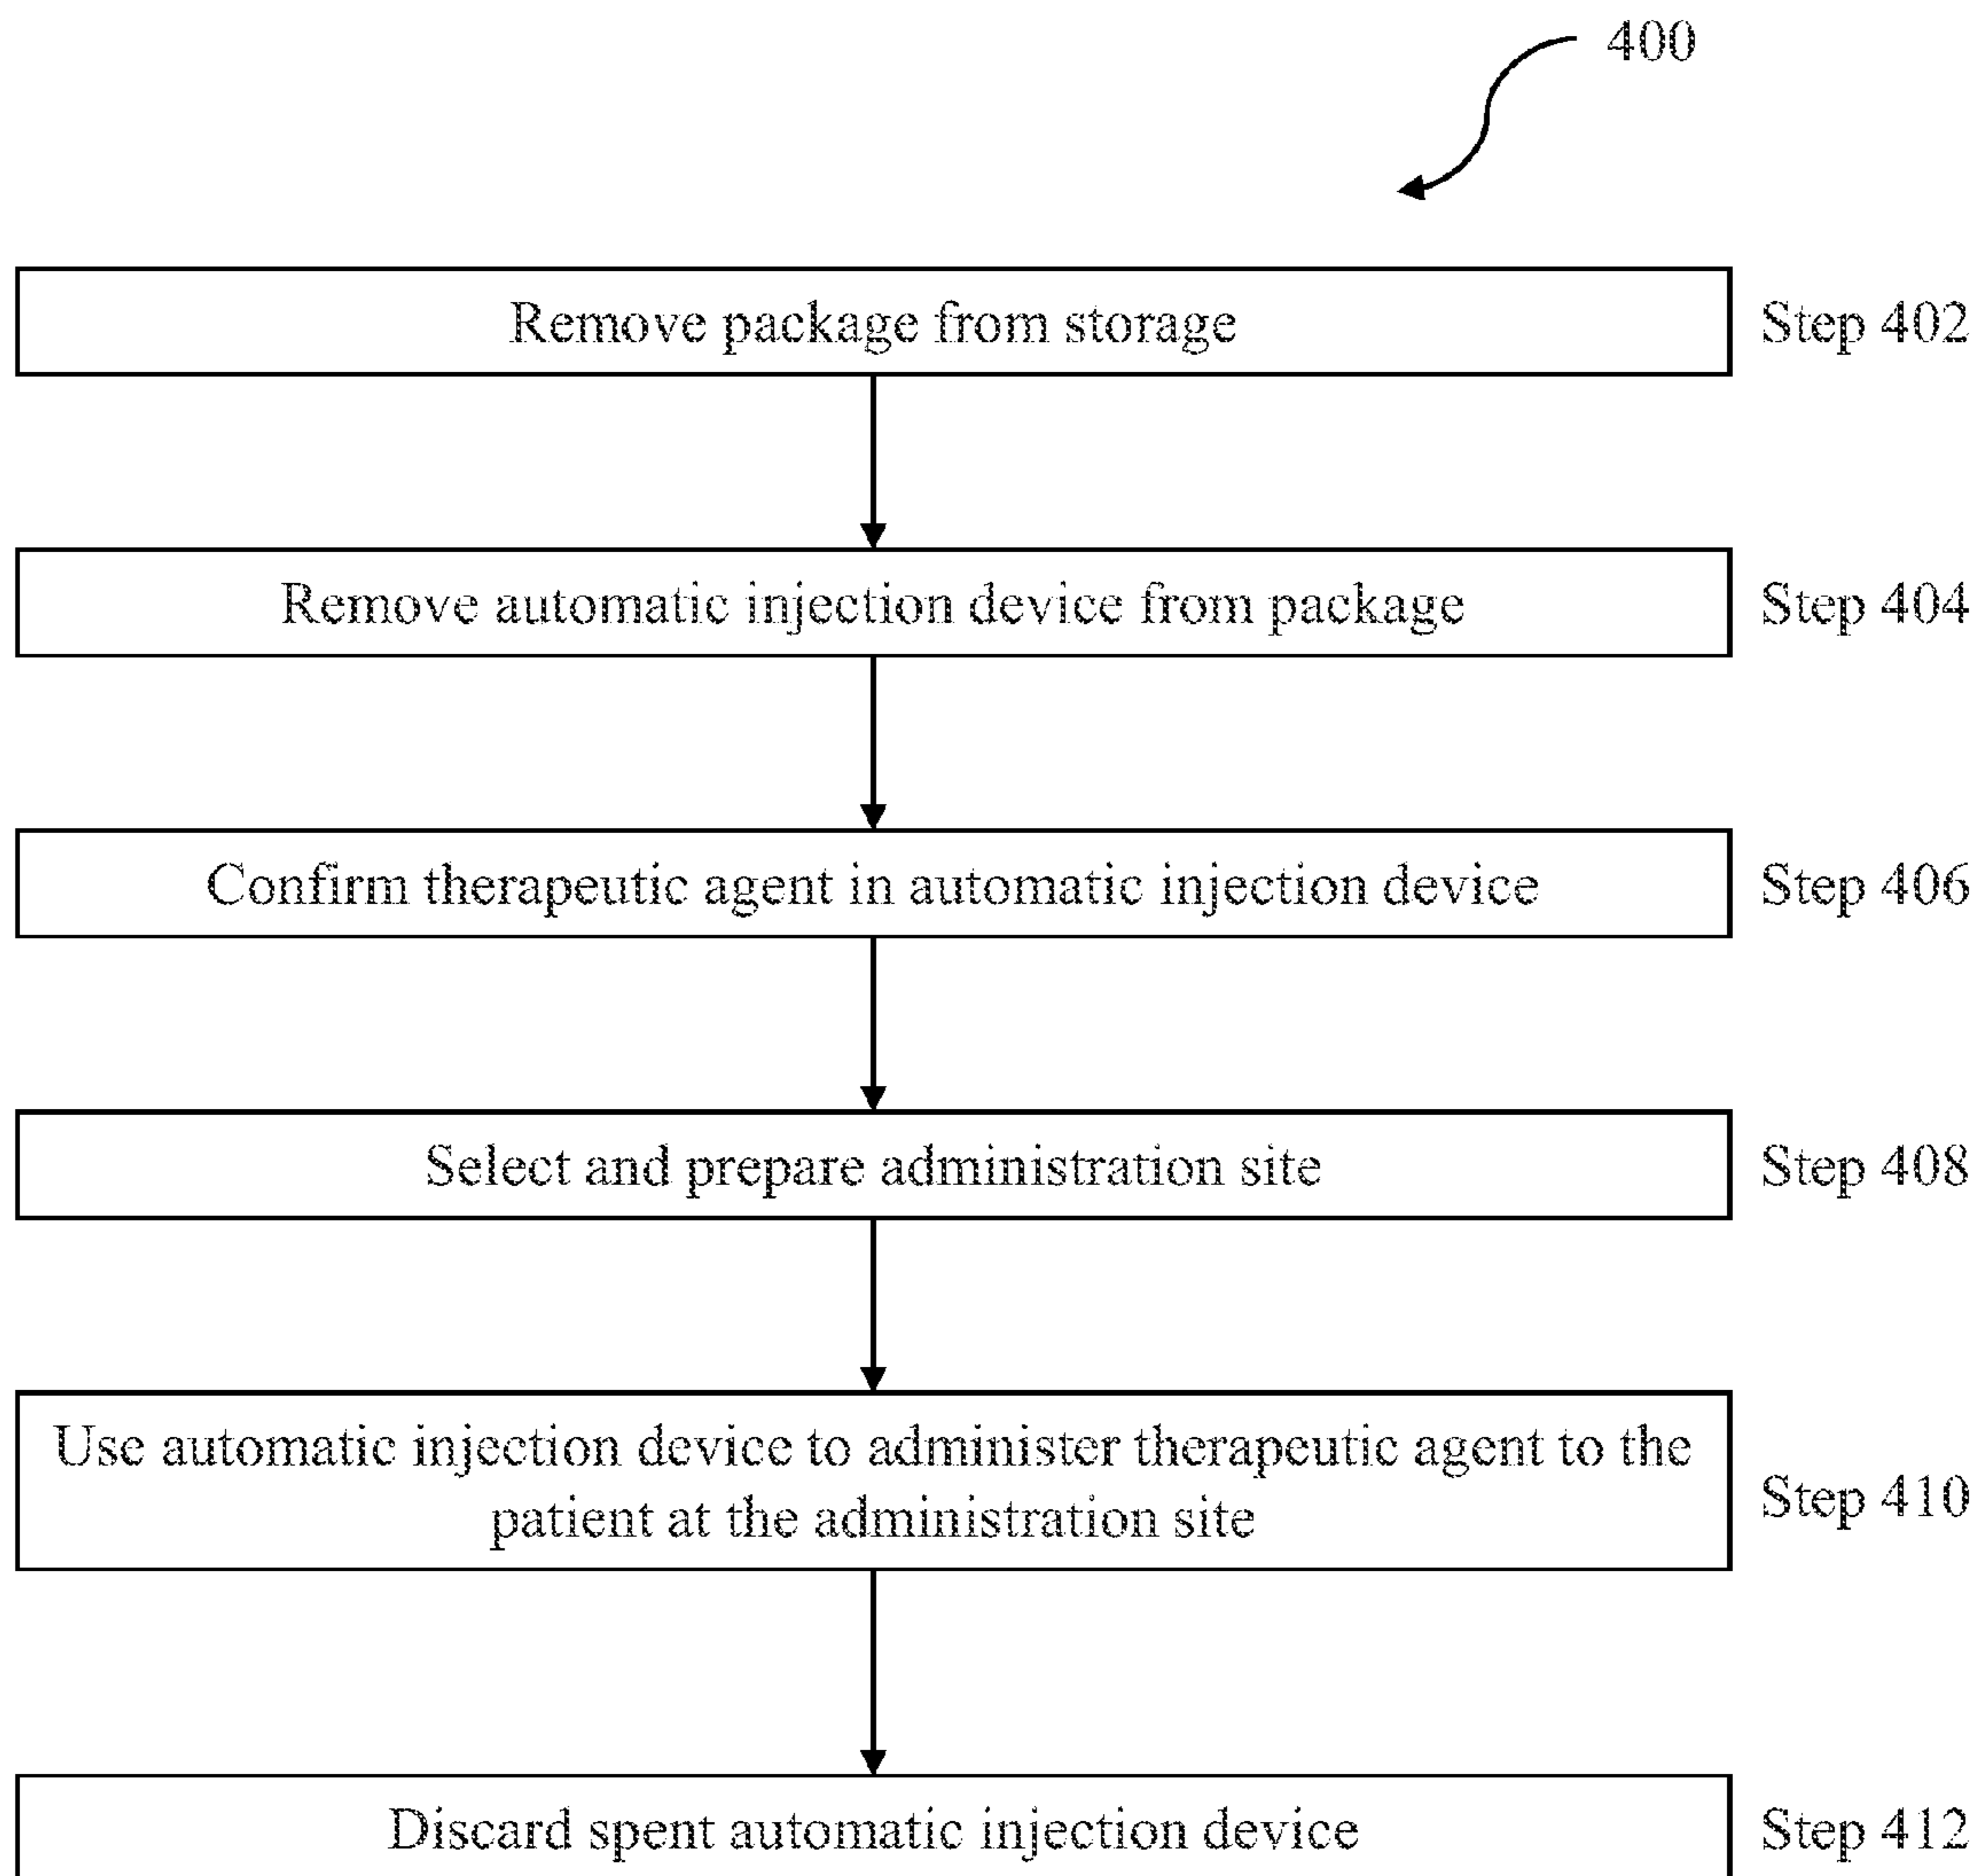 400
Remove package from storage
Step 402
Remove automatic injection device from package
Step 404
Confirm therapeutic agent in automatic injection device
Step 406
Select and prepare administration site
Step 408
Use automatic injection device to administer therapeutic agent to the
patient at the administration site
Step 410
Discard spent automatic injection device
Step 412